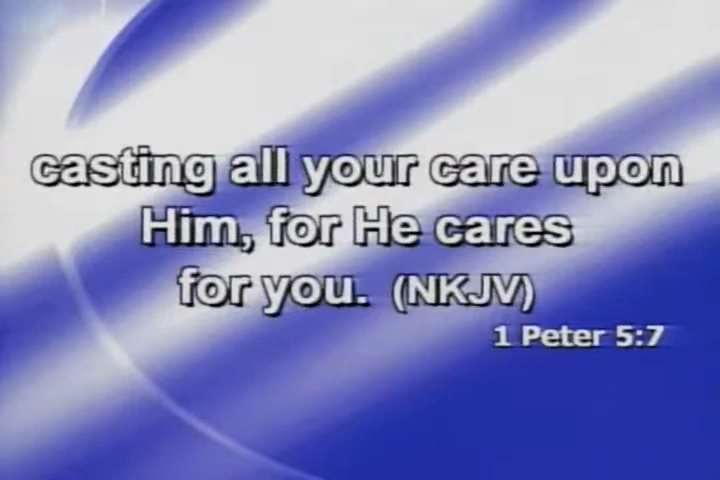 casting all your care upon
Him, for He cares
for you. (NKJV)
1 Peter 5:7